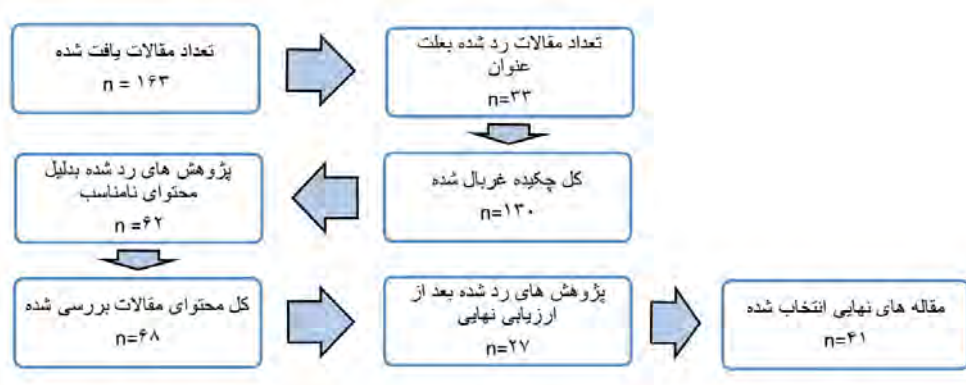 تعداد مقالات یافت شده
n = ۱۶۳
تعداد مقالات رد شده بعلت
عنوان
n=۳۳
کل چکیده غربال شده
n=۱۳۰
پژوهش های رد شده بدلیل
محتوای نامناسب
n =۶۲
کل محتوای مقالات بررسی شده
n=۶۸
پژوهش های رد شده بعد از
ارزیابی نهایی
n=۲۷
مقاله های نهایی انتخاب شده
n=۴۱